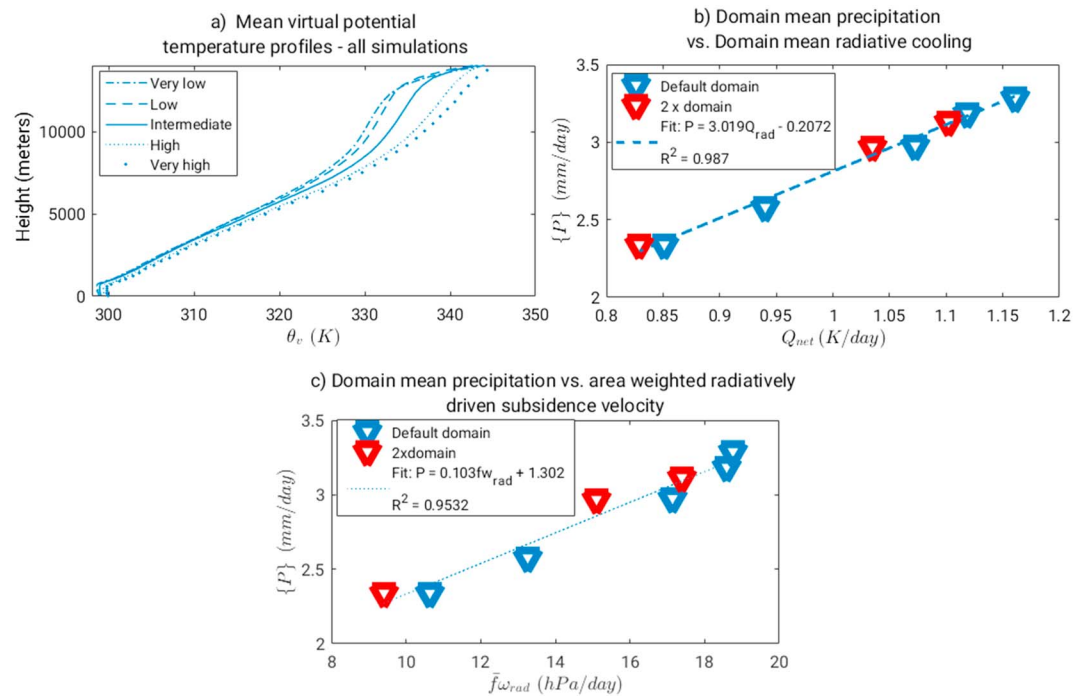 a) Mean virtual potential
temperature profiles - all simulations
Very low
Low
Intermediate
High
Very high
Height (meters)
10000
5000
0
300
310
320
330
340
350
θv (K)
b) Domain mean precipitation
vs. Domain mean radiative cooling
Default domain
2 x domain
Fit: P = 3.019Qrad - 0.2072
R² = 0.987
{P} (mm/day)
3.5
3
2.5
2
0.8
0.85
0.9
0.95
1
1.05
1.1
1.15
1.2
Qnet (K/day)
c) Domain mean precipitation vs. area weighted radiatively
driven subsidence velocity
Default domain
2xdomain
Fit: P = 0.103fwrad + 1.302
R² = 0.9532
{P} (mm/day)
3.5
3
2.5
2
8
10
12
14
16
18
20
f̄ωrad (hPa/day)